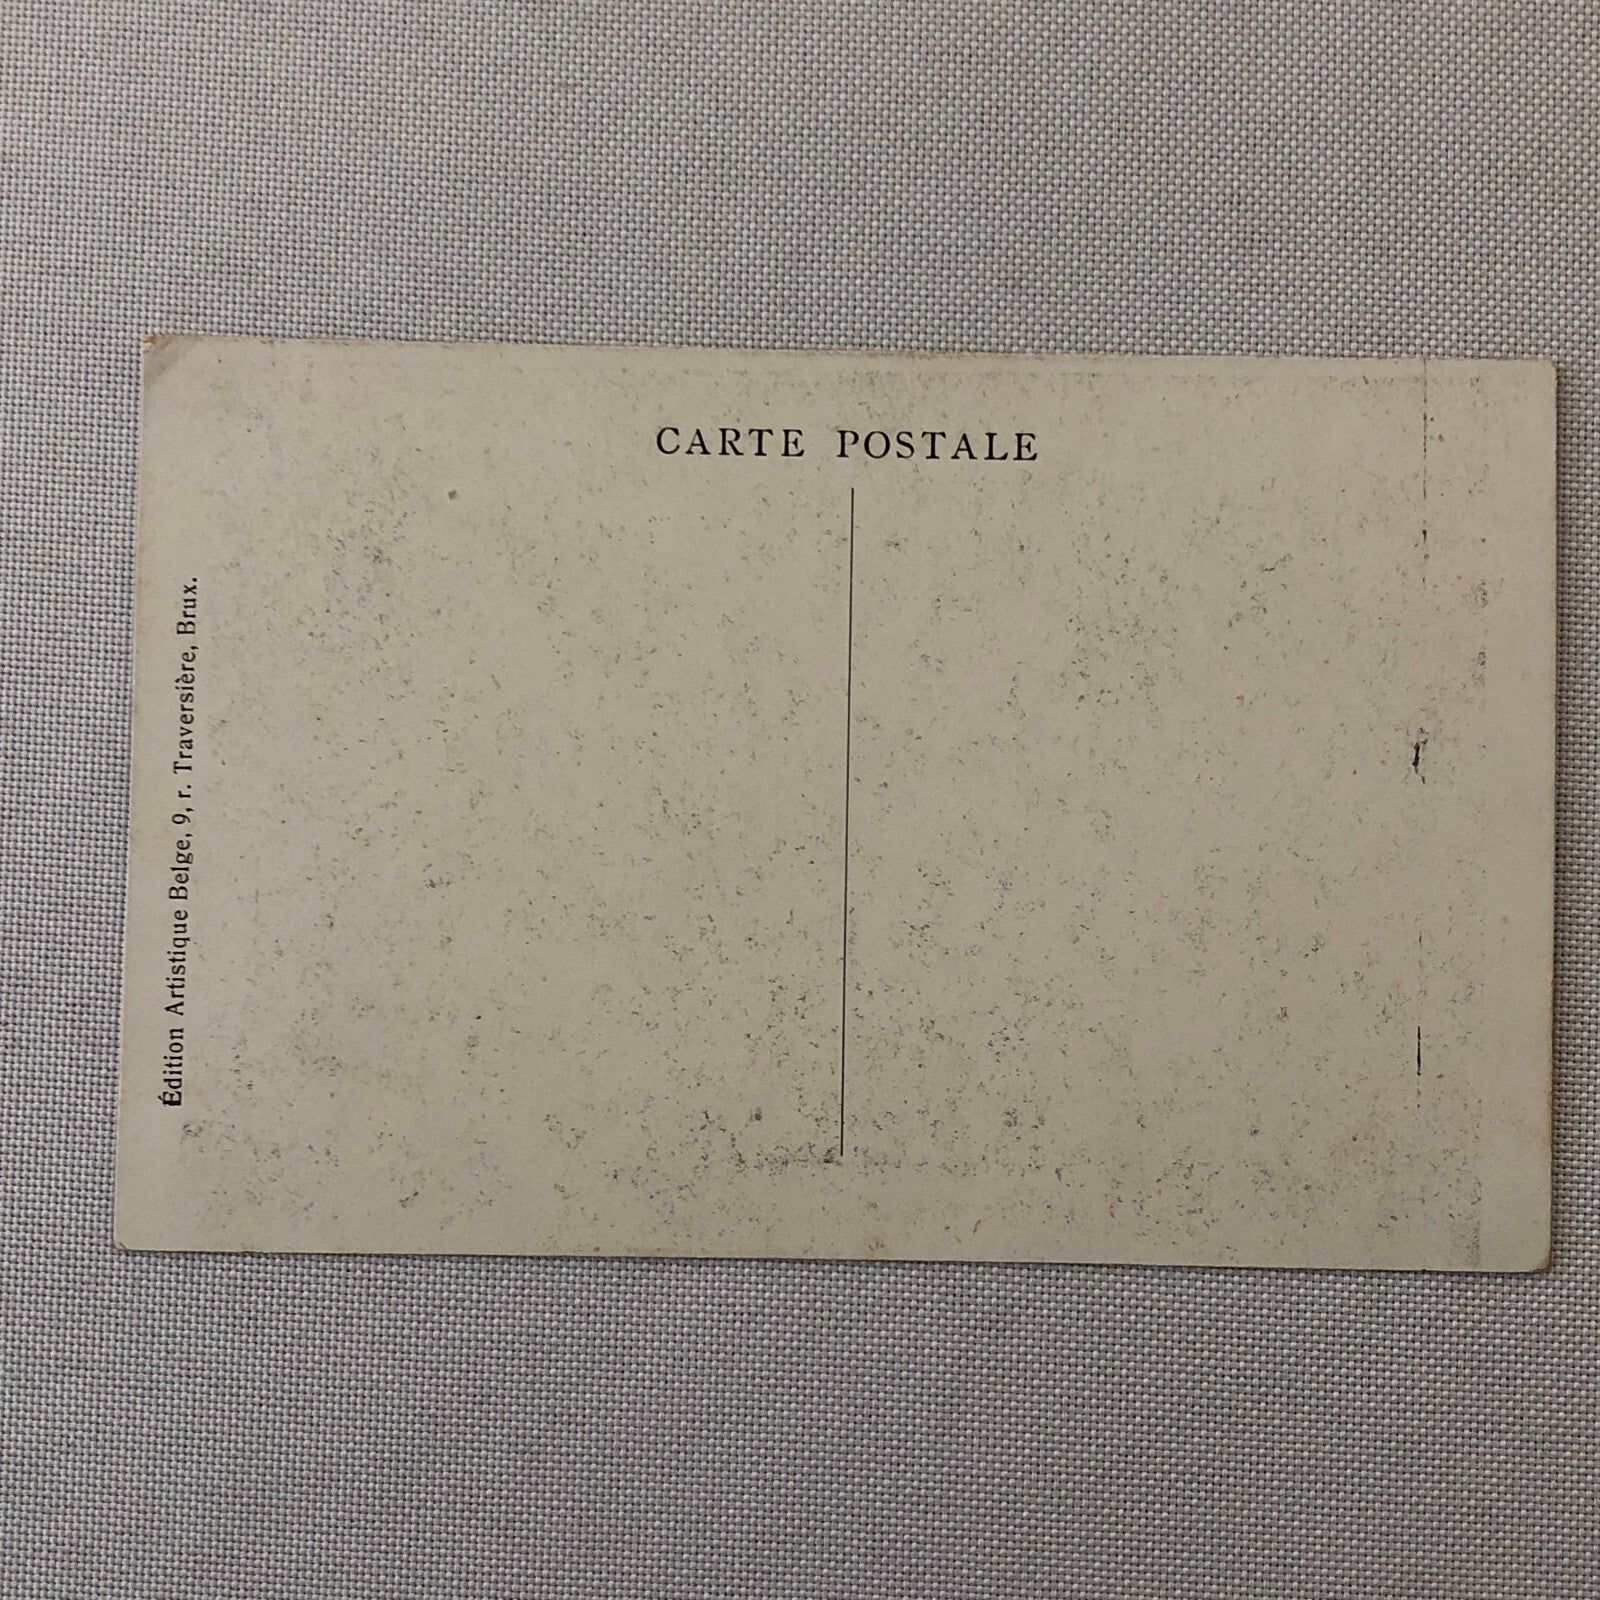 CARTE POSTALE
Édition Artistique Belge, 9, r. Traversière, Brux.